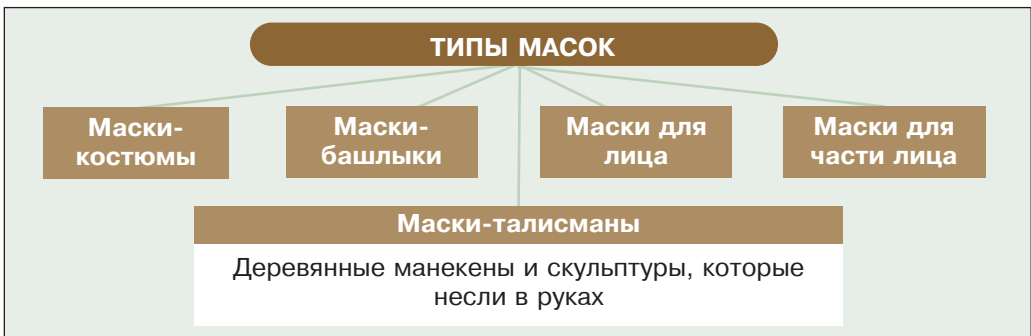 ТИПЫ МАСОК
Маски-
костюмы
Маски-
башлыки
Маски для
лица
Маски для
части лица
Маски-талисманы
Деревянные манекены и скульптуры, которые
несли в руках